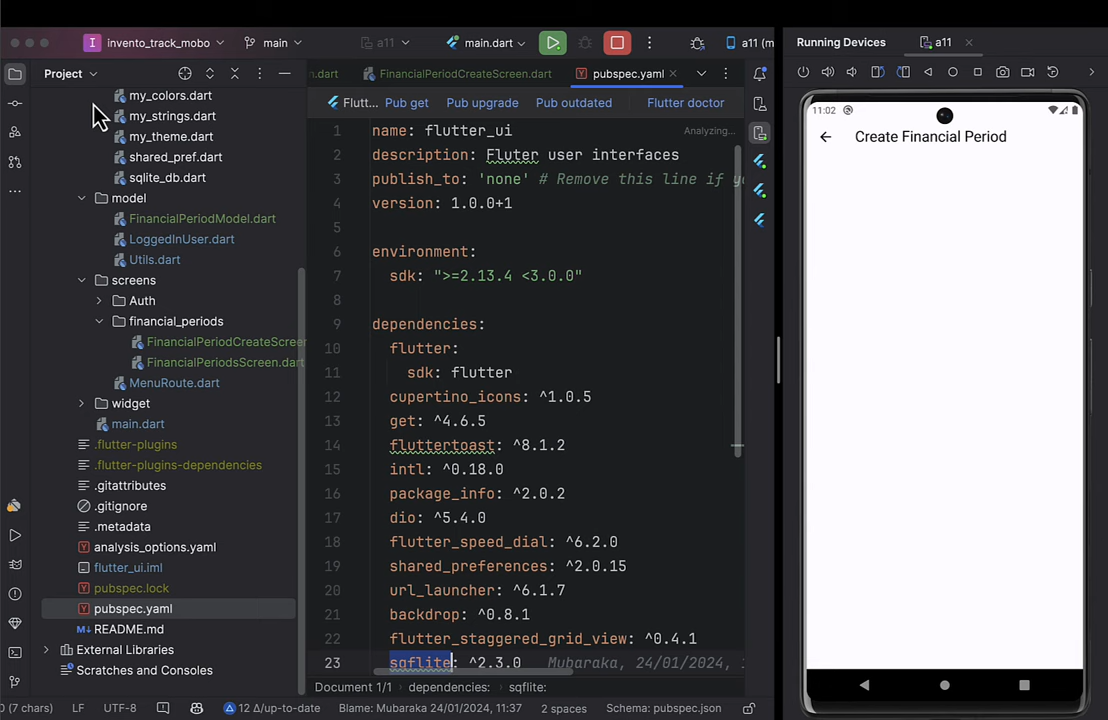 I invento_track_mobo main a11 main.dart a11 (m
Running Devices a11
Project
my_colors.dart
my_strings.dart
my_theme.dart
shared_pref.dart
sqlite_db.dart
model
FinancialPeriodModel.dart
LoggedInUser.dart
Utils.dart
screens
Auth
financial_periods
FinancialPeriodCreateScreen
FinancialPeriodsScreen.dart
MenuRoute.dart
widget
main.dart
.flutter-plugins
.flutter-plugins-dependencies
.gitattributes
.gitignore
.metadata
analysis_options.yaml
flutter_ui.iml
pubspec.lock
pubspec.yaml
README.md
External Libraries
Scratches and Consoles
n.dart FinancialPeriodCreateScreen.dart pubspec.yaml
Flutt... Pub get Pub upgrade Pub outdated Flutter doctor
Analyzing...
1 name: flutter_ui
2 description: Fluter user interfaces
3 publish_to: 'none' # Remove this line if yo
4 version: 1.0.0+1
5
6 environment:
7 sdk: ">=2.13.4 <3.0.0"
8
9 dependencies:
10 flutter:
11 sdk: flutter
12 cupertino_icons: ^1.0.5
13 get: ^4.6.5
14 fluttertoast: ^8.1.2
15 intl: ^0.18.0
16 package_info: ^2.0.2
17 dio: ^5.4.0
18 flutter_speed_dial: ^6.2.0
19 shared_preferences: ^2.0.15
20 url_launcher: ^6.1.7
21 backdrop: ^0.8.1
22 flutter_staggered_grid_view: ^0.4.1
23 sqflite: ^2.3.0 Mubaraka, 24/01/2024,
Document 1/1 › dependencies: › sqflite:
0 (7 chars) LF UTF-8 12 Δ/up-to-date Blame: Mubaraka 24/01/2024, 11:37 2 spaces Schema: pubspec.json
11:02
Create Financial Period